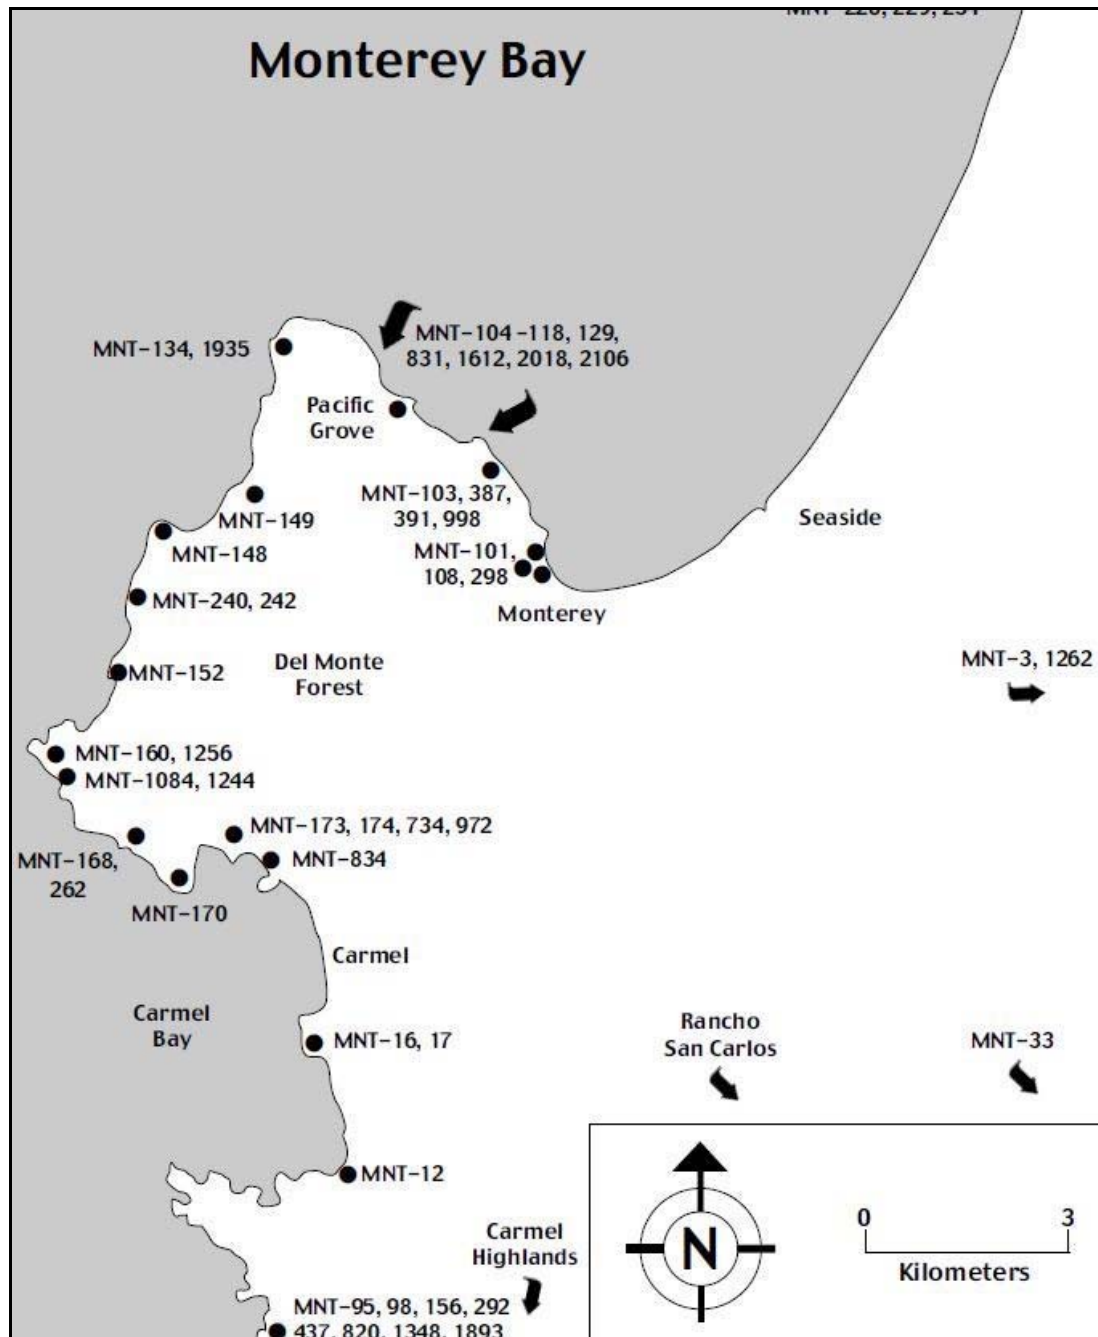 MNT-228, 229, 231
Monterey Bay
MNT-134, 1935
MNT-104 -118, 129,
831, 1612, 2018, 2106
Pacific
Grove
MNT-103, 387,
391, 998
MNT-149
MNT-148
Seaside
MNT-101,
108, 298
MNT-240, 242
Monterey
Del Monte
Forest
MNT-152
MNT-3, 1262
MNT-160, 1256
MNT-1084, 1244
MNT-173, 174, 734, 972
MNT-168,
262
MNT-834
MNT-170
Carmel
Carmel
Bay
Rancho
San Carlos
MNT-16, 17
MNT-33
MNT-12
Carmel
Highlands
N
0 3
Kilometers
MNT-95, 98, 156, 292
437, 820, 1348, 1893